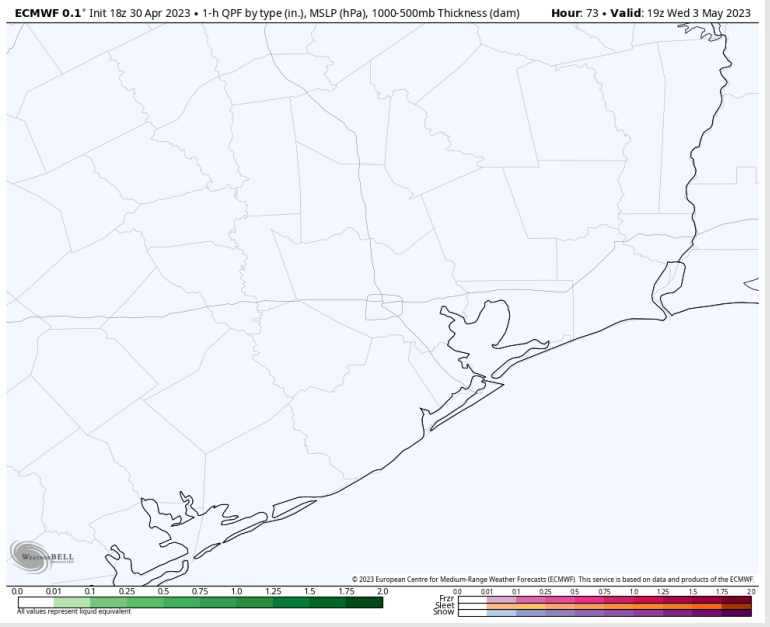 ECMWF 0.1° Init 18z 30 Apr 2023 • 1-h QPF by type (in.), MSLP (hPa), 1000-500mb Thickness (dam)
Hour: 73 • Valid: 19z Wed 3 May 2023
WEATHERBELL
© 2023 European Centre for Medium-Range Weather Forecasts (ECMWF). This service is based on data and products of the ECMWF.
0.0 0.01 0.1 0.25 0.5 0.75 1.0 1.25 1.5 1.75 2.0
All values represent liquid equivalent
0.0 0.01 0.1 0.25 0.5 0.75 1.0 1.25 1.5 1.75 2.0
Frzr
Sleet
Snow